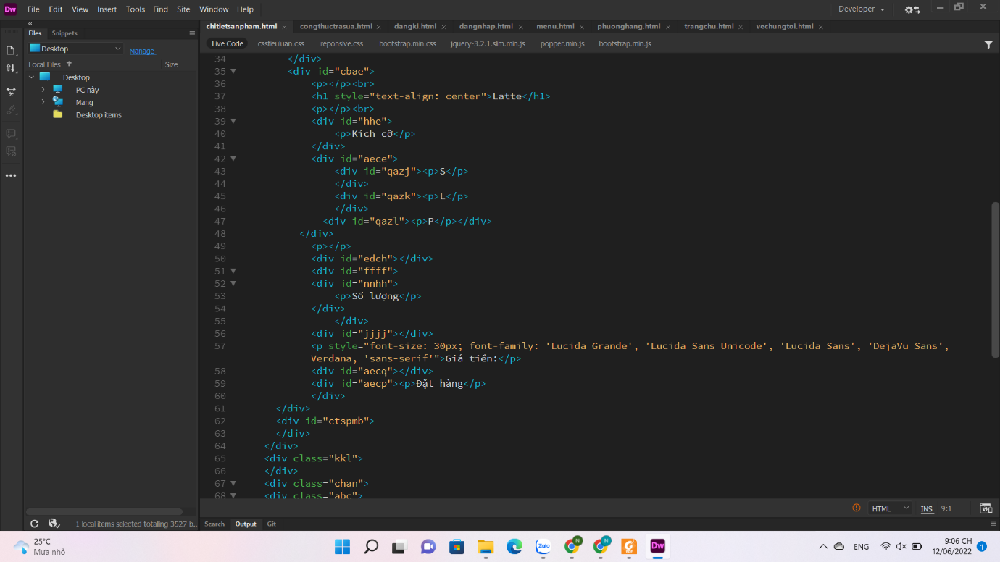 Dw File Edit View Insert Tools Find Site Window Help Developer
Files Snippets
Desktop Manage
Local Files Size
Desktop
PC này
Mạng
Desktop items
chitietsanpham.html congthuctrasua.html dangki.html dangnhap.html menu.html phuonghang.html trangchu.html vechungtoi.html
Live Code csstieuluan.css reponsive.css bootstrap.min.css jquery-3.2.1.slim.min.js popper.min.js bootstrap.min.js
34 </div>
35 <div id="cbae">
36 <p></p><br>
37 <h1 style="text-align: center">Latte</h1>
38 <p></p><br>
39 <div id="hhe">
40 <p>Kích cỡ</p>
41 </div>
42 <div id="aece">
43 <div id="qazj"><p>S</p>
44 </div>
45 <div id="qazk"><p>L</p>
46 </div>
47 <div id="qazl"><p>P</p></div>
48 </div>
49 <p></p>
50 <div id="edch"></div>
51 <div id="ffff">
52 <div id="nnhh">
53 <p>Số lượng</p>
54 </div>
55 </div>
56 <div id="jjjj"></div>
57 <p style="font-size: 30px; font-family: 'Lucida Grande', 'Lucida Sans Unicode', 'Lucida Sans', 'DejaVu Sans',
Verdana, 'sans-serif'">Giá tiền:</p>
58 <div id="aecq"></div>
59 <div id="aecp"><p>Đặt hàng</p>
60 </div>
61 </div>
62 <div id="ctspmb">
63 </div>
64 </div>
65 <div class="kkl">
66 </div>
67 <div class="chan">
68 <div class="abc">
HTML INS 9:1
1 local items selected totaling 3527 b..
Search Output Git
25°C
Mưa nhỏ
Zalo N N PDF Dw
ENG
9:06 CH
12/06/2022
1